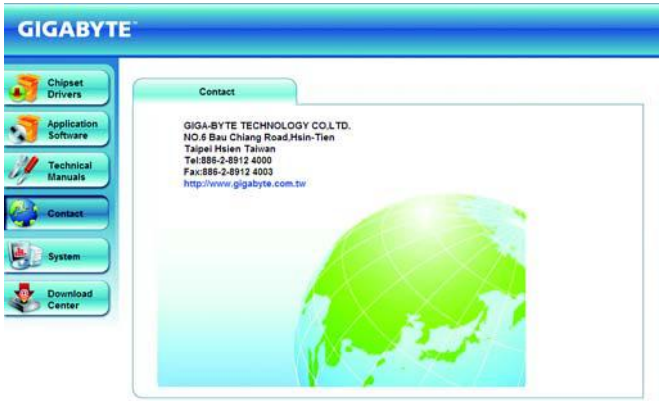 GIGABYTE™
Chipset
Drivers
Application
Software
Technical
Manuals
Contact
System
Download
Center
Contact
GIGA-BYTE TECHNOLOGY CO,LTD.
NO.6 Bau Chiang Road,Hsin-Tien
Taipei Hsien Taiwan
Tel:886-2-8912 4000
Fax:886-2-8912 4003
http://www.gigabyte.com.tw